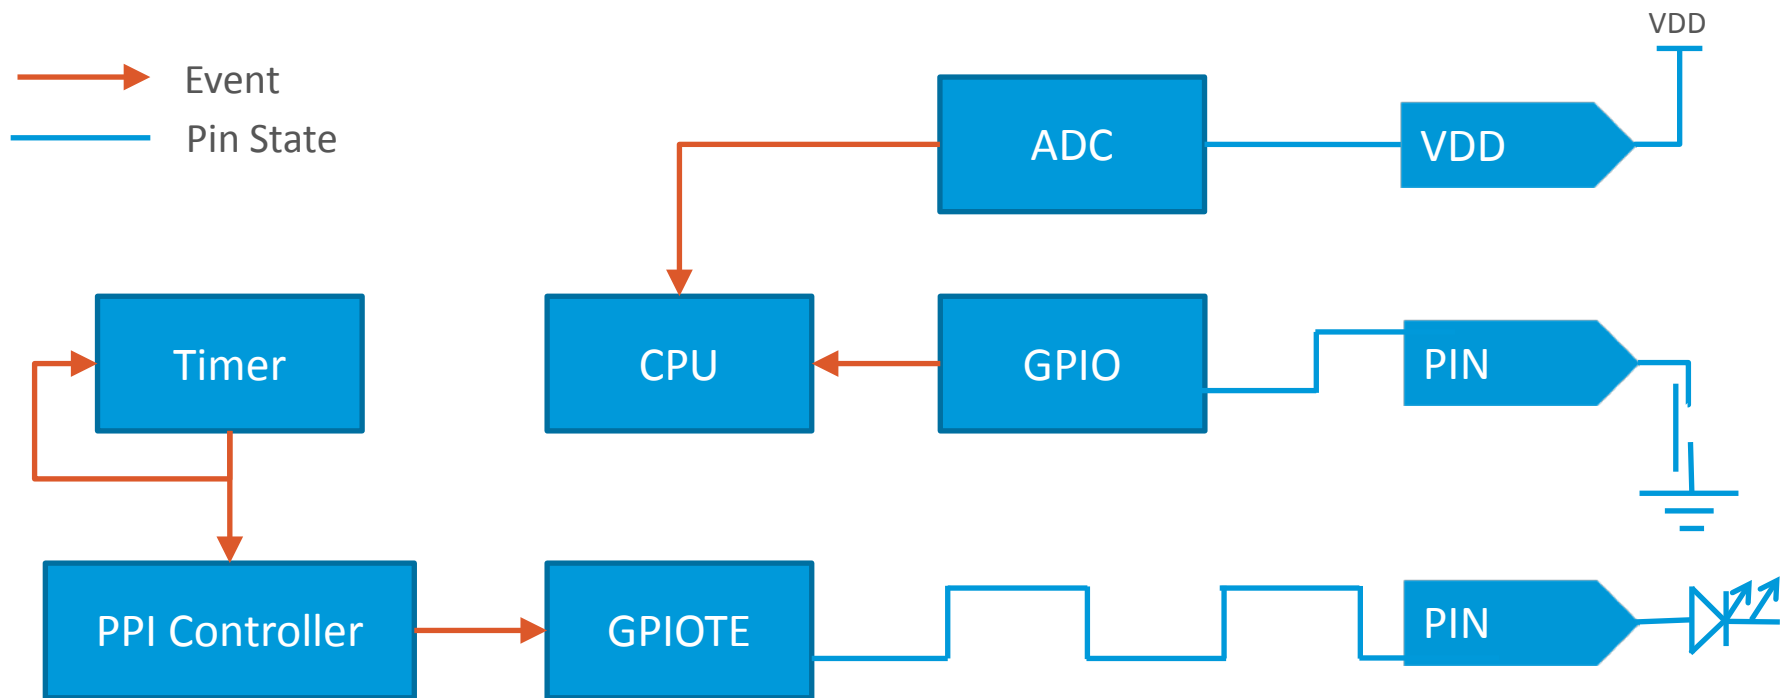 VDD
Event
Pin State
ADC
VDD
Timer
CPU
GPIO
PIN
PPI Controller
GPIOTE
PIN